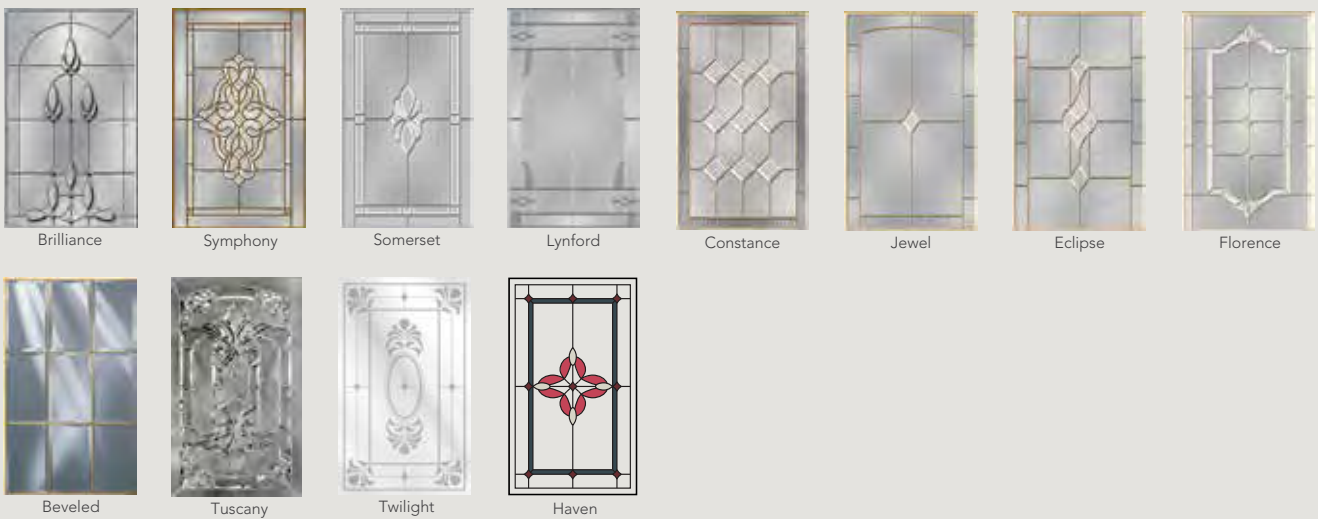 Brilliance
Symphony
Somerset
Lynford
Constance
Jewel
Eclipse
Florence
Beveled
Tuscany
Twilight
Haven